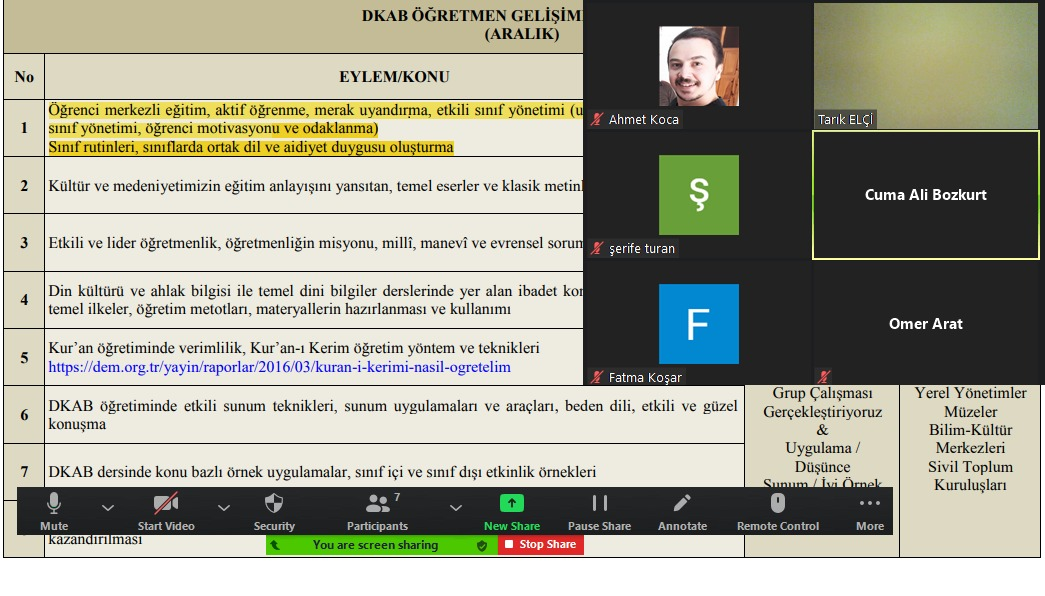 DKAB ÖĞRETMEN GELİŞİM
(ARALIK)
No
EYLEM/KONU
1
Öğrenci merkezli eğitim, aktif öğrenme, merak uyandırma, etkili sınıf yönetimi
sınıf yönetimi, öğrenci motivasyonu ve odaklanma)
Sınıf rutinleri, sınıflarda ortak dil ve aidiyet duygusu oluşturma
2
Kültür ve medeniyetimizin eğitim anlayışını yansıtan, temel eserler ve klasik
3
Etkili ve lider öğretmenlik, öğretmenliğin misyonu, millî, manevî ve evrensel
4
Din kültürü ve ahlak bilgisi ile temel dini bilgiler derslerinde yer alan ibadet
temel ilkeler, öğretim metotları, materyallerin hazırlanması ve kullanımı
5
Kur’an öğretiminde verimlilik, Kur’an-ı Kerim öğretim yöntem ve teknikleri
https://dem.org.tr/yayin/raporlar/2016/03/kuran-i-kerimi-nasil-ogretelim
6
DKAB öğretiminde etkili sunum teknikleri, sunum uygulamaları ve araçları, beden dili, etkili ve güzel
konuşma
7
DKAB dersinde konu bazlı örnek uygulamalar, sınıf içi ve sınıf dışı etkinlik örnekleri
kazandırılması
Grup Çalışması
Gerçekleştiriyoruz
&
Uygulama /
Düşünce
Sunum / İyi Örnek
Yerel Yönetimler
Müzeler
Bilim-Kültür
Merkezleri
Sivil Toplum
Kuruluşları
Ahmet Koca
Tarık ELÇİ
Ş
şerife turan
Cuma Ali Bozkurt
F
Fatma Koşar
Omer Arat
Mute
Start Video
Security
7
Participants
New Share
Pause Share
Annotate
Remote Control
More
You are screen sharing
Stop Share